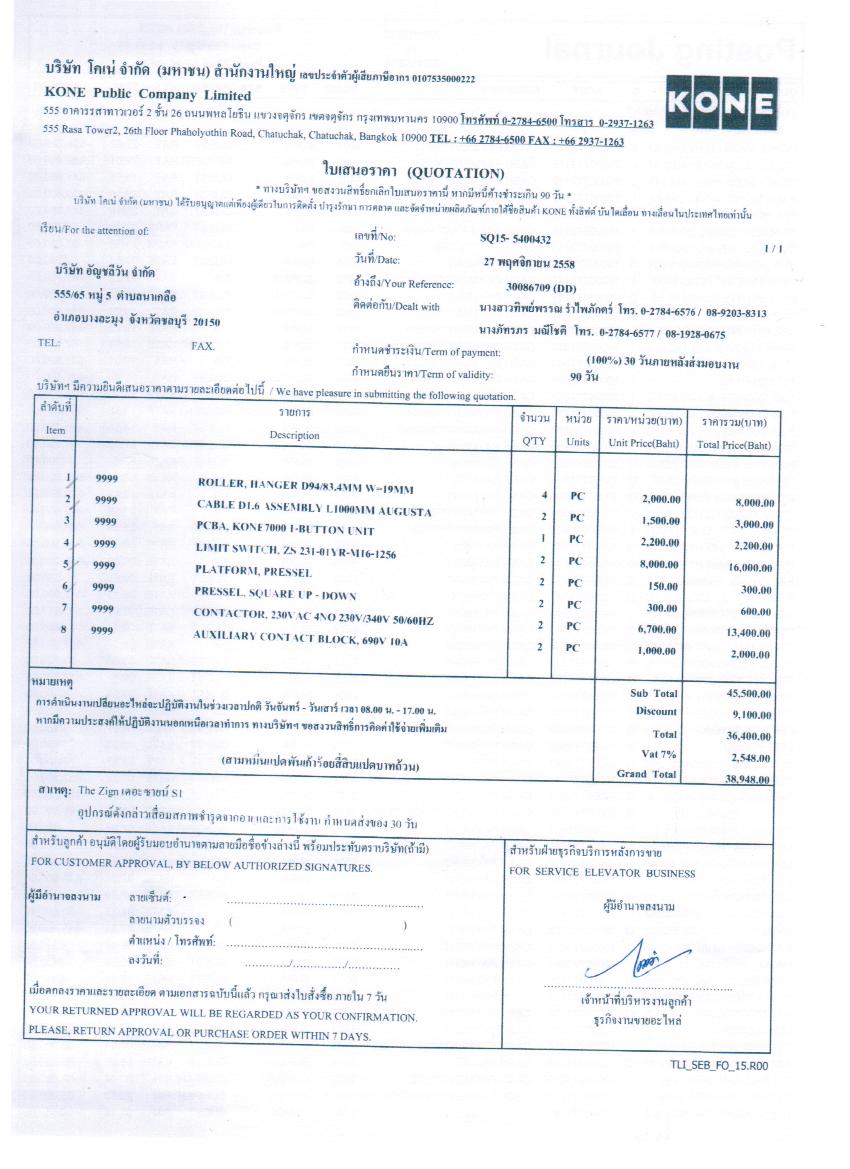 บริษัท โคเน่ จำกัด (มหาชน) สำนักงานใหญ่ เลขประจำตัวผู้เสียภาษีอากร 0107535000222
KONE Public Company Limited
KONE
555 อาคารรสาทาวเวอร์ 2 ชั้น 26 ถนนพหลโยธิน แขวงจตุจักร เขตจตุจักร กรุงเทพมหานคร 10900 โทรศัพท์ 0-2784-6500 โทรสาร 0-2937-1263
555 Rasa Tower2, 26th Floor Phaholyothin Road, Chatuchak, Chatuchak, Bangkok 10900 TEL : +66 2784-6500 FAX : +66 2937-1263
ใบเสนอราคา (QUOTATION)
* ทางบริษัทฯ ขอสงวนสิทธิ์ยกเลิกใบเสนอราคานี้ หากมีหนี้ค้างชำระเกิน 90 วัน *
บริษัท โคเน่ จำกัด (มหาชน) ได้รับอนุญาตแต่เพียงผู้เดียวในการติดตั้ง บำรุงรักษา การตลาด และจัดจำหน่ายผลิตภัณฑ์ภายใต้ชื่อสินค้า KONE ทั้งลิฟต์ บันไดเลื่อน ทางเลื่อนในประเทศไทยเท่านั้น
เรียน/For the attention of:
เลขที่/No: SQ15- 5400432
1 / 1
วันที่/Date: 27 พฤศจิกายน 2558
บริษัท อัญชลีวัน จำกัด
อ้างถึง/Your Reference: 30086709 (DD)
555/65 หมู่ 5 ตำบลนาเกลือ
ติดต่อกับ/Dealt with นางสาวทิพย์พรรณ รำไพภักตร์ โทร. 0-2784-6576 / 08-9203-8313
อำเภอบางละมุง จังหวัดชลบุรี 20150
นางภัทรภร มณีโชติ โทร. 0-2784-6577 / 08-1928-0675
TEL: FAX.
กำหนดชำระเงิน/Term of payment: (100%) 30 วันภายหลังส่งมอบงาน
กำหนดยืนราคา/Term of validity: 90 วัน
บริษัทฯ มีความยินดีเสนอราคาตามรายละเอียดต่อไปนี้ / We have pleasure in submitting the following quotation.
ลำดับที่ รายการ จำนวน หน่วย ราคา/หน่วย(บาท) ราคารวม(บาท)
Item Description Q'TY Units Unit Price(Baht) Total Price(Baht)
1 9999 ROLLER, HANGER D94/83.4MM W=19MM 4 PC 2,000.00 8,000.00
2 9999 CABLE D1.6 ASSEMBLY L1000MM AUGUSTA 2 PC 1,500.00 3,000.00
3 9999 PCBA, KONE7000 1-BUTTON UNIT 1 PC 2,200.00 2,200.00
4 9999 LIMIT SWITCH, ZS 231-01YR-M16-1256 2 PC 8,000.00 16,000.00
5 9999 PLATFORM, PRESSEL 2 PC 150.00 300.00
6 9999 PRESSEL, SQUARE UP - DOWN 2 PC 300.00 600.00
7 9999 CONTACTOR, 230VAC 4NO 230V/340V 50/60HZ 2 PC 6,700.00 13,400.00
8 9999 AUXILIARY CONTACT BLOCK, 690V 10A 2 PC 1,000.00 2,000.00
หมายเหตุ
Sub Total 45,500.00
การดำเนินงานเปลี่ยนอะไหล่จะปฏิบัติงานในช่วงเวลาปกติ วันจันทร์ - วันเสาร์ เวลา 08.00 น. - 17.00 น.
Discount 9,100.00
หากมีความประสงค์ให้ปฏิบัติงานนอกเหนือเวลาทำการ ทางบริษัทฯ ขอสงวนสิทธิ์การคิดค่าใช้จ่ายเพิ่มเติม
Total 36,400.00
Vat 7% 2,548.00
(สามหมื่นแปดพันเก้าร้อยสี่สิบแปดบาทถ้วน)
Grand Total 38,948.00
สาเหตุ: The Zign เดอะ ซายน์ S1
อุปกรณ์ดังกล่าวเสื่อมสภาพชำรุดจากอายุและการใช้งาน กำหนดส่งของ 30 วัน
สำหรับลูกค้า อนุมัติโดยผู้รับมอบอำนาจตามลายมือชื่อข้างล่างนี้ พร้อมประทับตราบริษัท(ถ้ามี)
FOR CUSTOMER APPROVAL, BY BELOW AUTHORIZED SIGNATURES.
ผู้มีอำนาจลงนาม ลายเซ็นต์: - ........................................
ลายนามตัวบรรจง ( )
ตำแหน่ง / โทรศัพท์: ........................................
ลงวันที่: ............/............../...............
เมื่อตกลงราคาและรายละเอียด ตามเอกสารฉบับนี้แล้ว กรุณาส่งใบสั่งซื้อ ภายใน 7 วัน
YOUR RETURNED APPROVAL WILL BE REGARDED AS YOUR CONFIRMATION.
PLEASE, RETURN APPROVAL OR PURCHASE ORDER WITHIN 7 DAYS.
สำหรับฝ่ายธุรกิจบริการหลังการขาย
FOR SERVICE ELEVATOR BUSINESS
ผู้มีอำนาจลงนาม
........................................
เจ้าหน้าที่บริหารงานลูกค้า
ธุรกิจงานขายอะไหล่
TLI_SEB_FO_15.R00